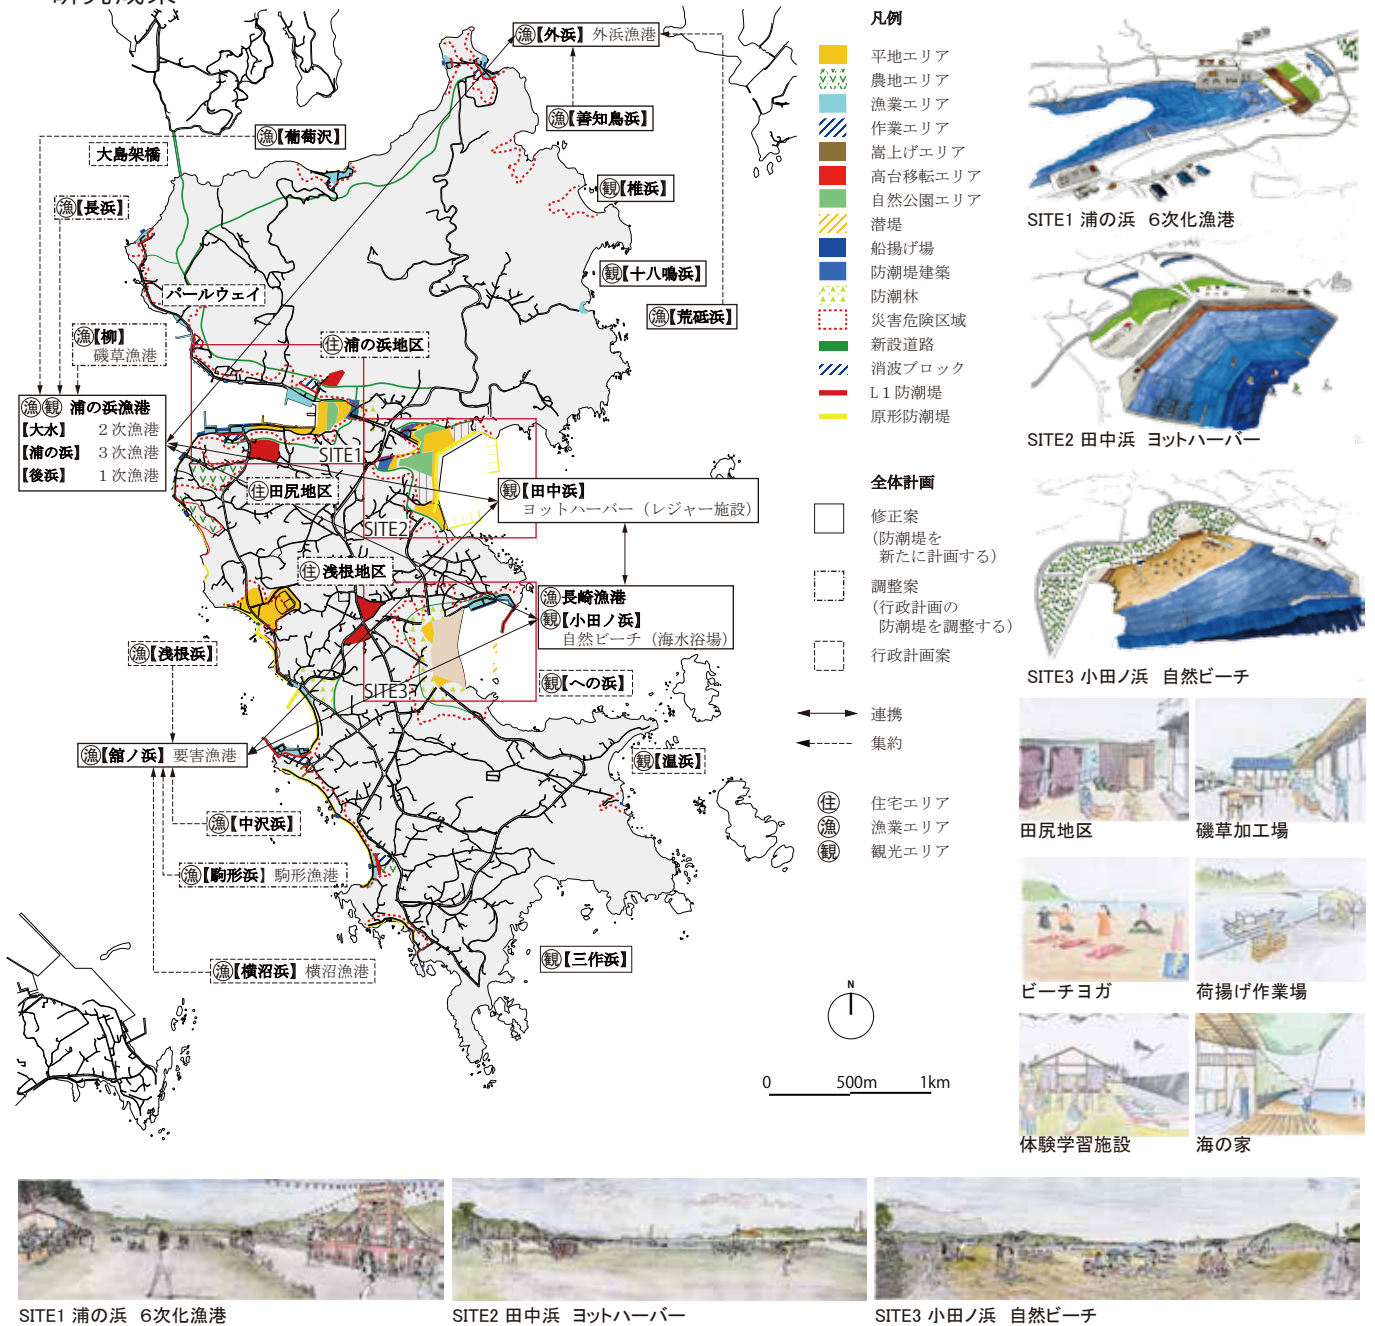 漁【外浜】 外浜漁港
漁【善知鳥浜】
漁【葡萄沢】
大島架橋
観【椎浜】
漁【長浜】
観【十八鳴浜】
パールウェイ
漁【荒砥浜】
漁【柳】
磯草漁港
住 浦の浜地区
漁 観 浦の浜漁港
【大水】 2次漁港
【浦の浜】 3次漁港
【後浜】 1次漁港
SITE1
住 田尻地区
観【田中浜】
ヨットハーバー（レジャー施設）
SITE2
住 浅根地区
漁 長崎漁港
観【小田ノ浜】
自然ビーチ（海水浴場）
漁【浅根浜】
SITE3
観【への浜】
漁【舘ノ浜】 要害漁港
観【温浜】
漁【中沢浜】
漁【駒形浜】 駒形漁港
漁【横沼浜】 横沼漁港
観【三作浜】
N
0 500m 1km
凡例
平地エリア
農地エリア
漁業エリア
作業エリア
嵩上げエリア
高台移転エリア
自然公園エリア
潜堤
船揚げ場
防潮堤建築
防潮林
災害危険区域
新設道路
消波ブロック
L1防潮堤
原形防潮堤
全体計画
修正案
(防潮堤を
新たに計画する)
調整案
(行政計画の
防潮堤を調整する)
行政計画案
連携
集約
住 住宅エリア
漁 漁業エリア
観 観光エリア
SITE1 浦の浜 6次化漁港
SITE2 田中浜 ヨットハーバー
SITE3 小田ノ浜 自然ビーチ
田尻地区
磯草加工場
ビーチヨガ
荷揚げ作業場
体験学習施設
海の家
SITE1 浦の浜 6次化漁港
SITE2 田中浜 ヨットハーバー
SITE3 小田ノ浜 自然ビーチ